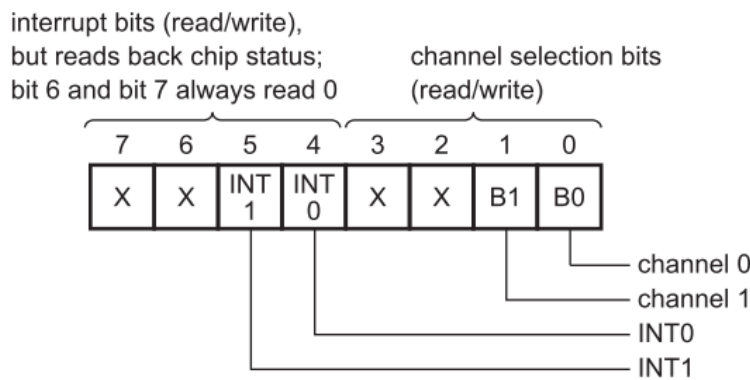 interrupt bits (read/write),
but reads back chip status;
bit 6 and bit 7 always read 0
channel selection bits
(read/write)
7 6 5 4 3 2 1 0
X X INT 1 INT 0 X X B1 B0
channel 0
channel 1
INT0
INT1